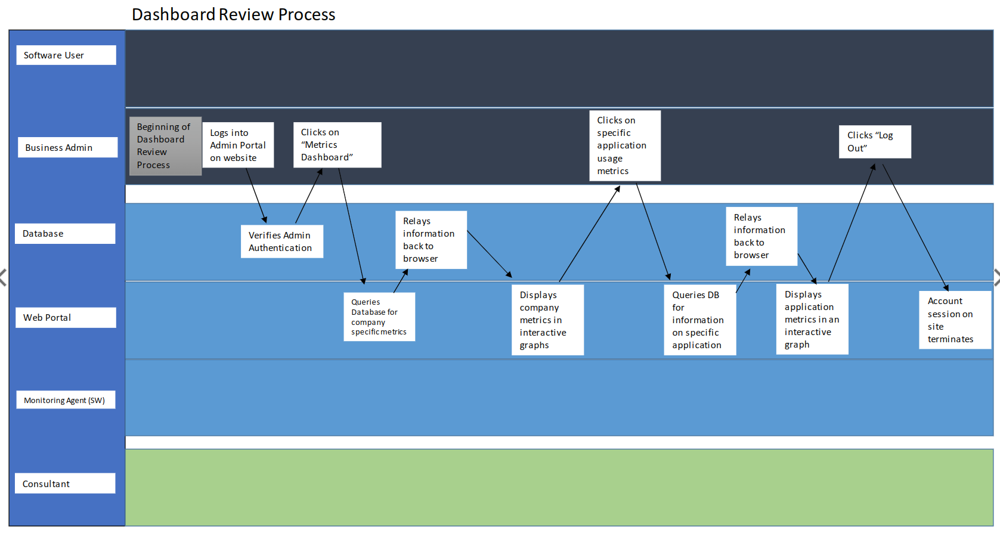 Dashboard Review Process
Software User
Business Admin
Beginning of
Dashboard
Review
Process
Logs into
Admin Portal
on website
Clicks on
“Metrics
Dashboard”
Clicks on
specific
application
usage
metrics
Clicks “Log
Out”
Database
Verifies Admin
Authentication
Relays
information
back to
browser
Relays
information
back to
browser
Web Portal
Queries
Database for
company
specific metrics
Displays
company
metrics in
interactive
graphs
Queries DB
for
information
on specific
application
Displays
application
metrics in an
interactive
graph
Account
session on
site
terminates
Monitoring Agent (SW)
Consultant